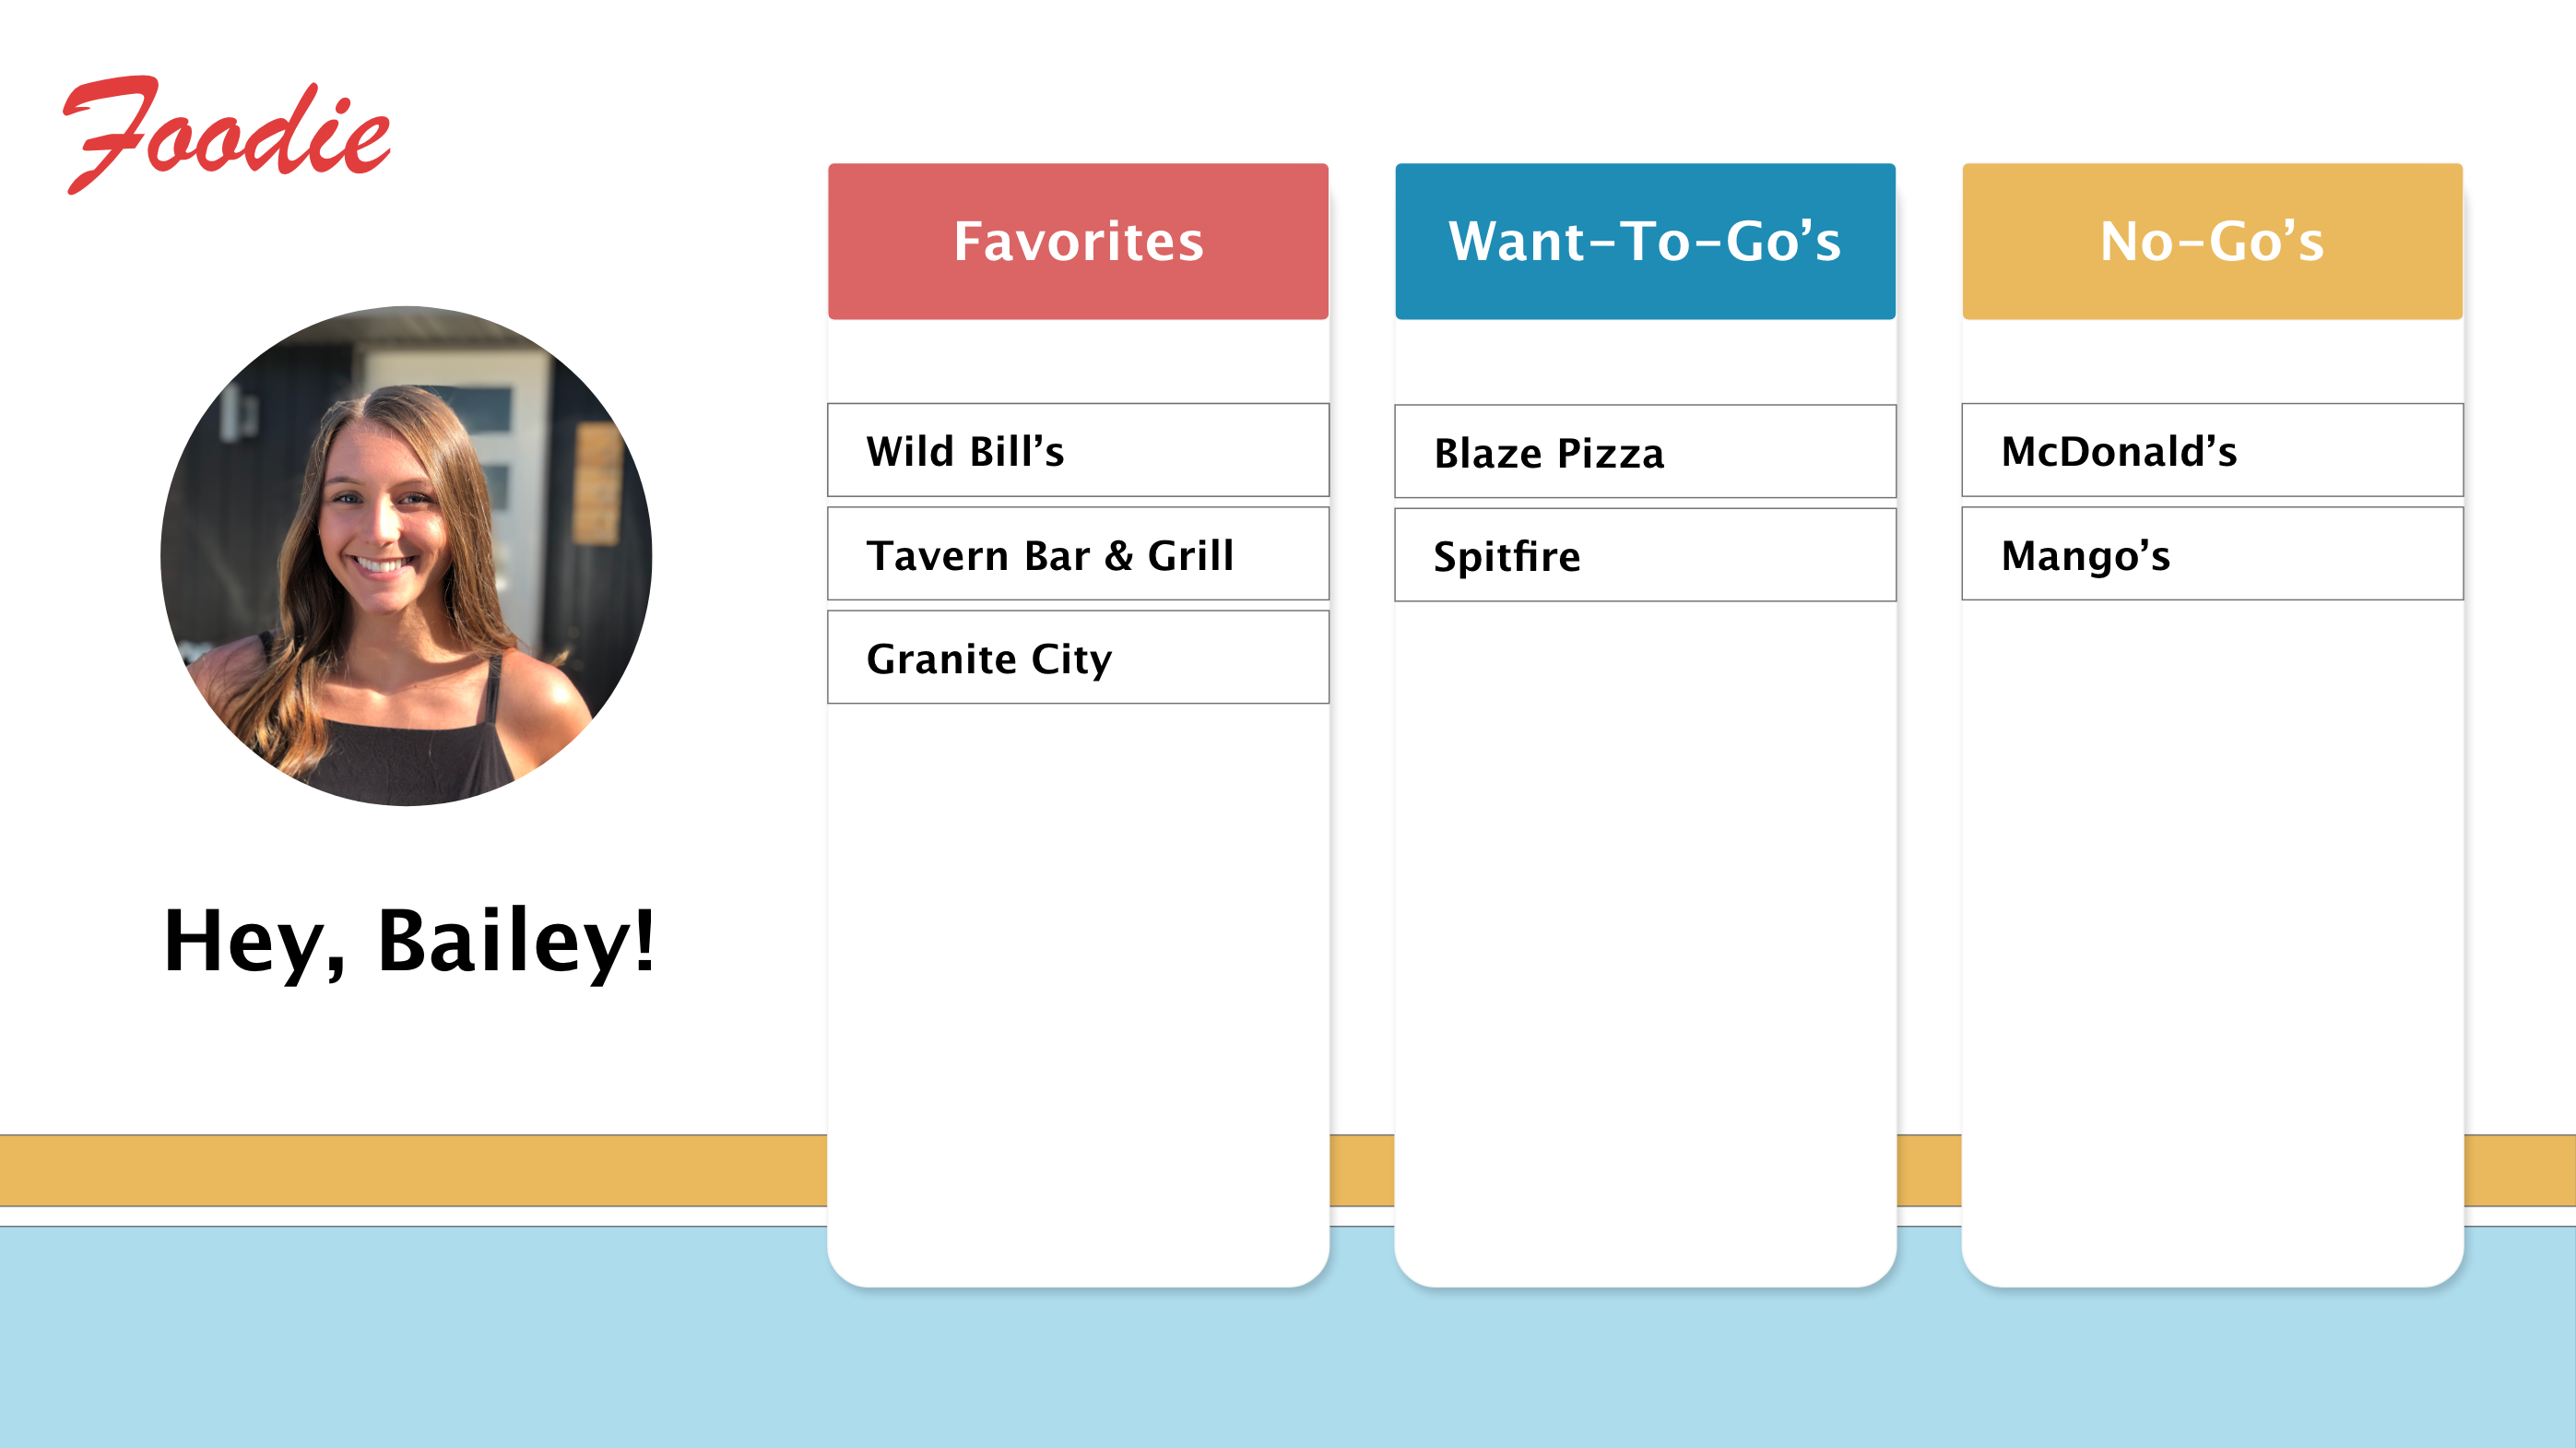 Foodie
Favorites
Wild Bill’s
Tavern Bar & Grill
Granite City
Want-To-Go’s
Blaze Pizza
Spitfire
No-Go’s
McDonald’s
Mango’s
Hey, Bailey!